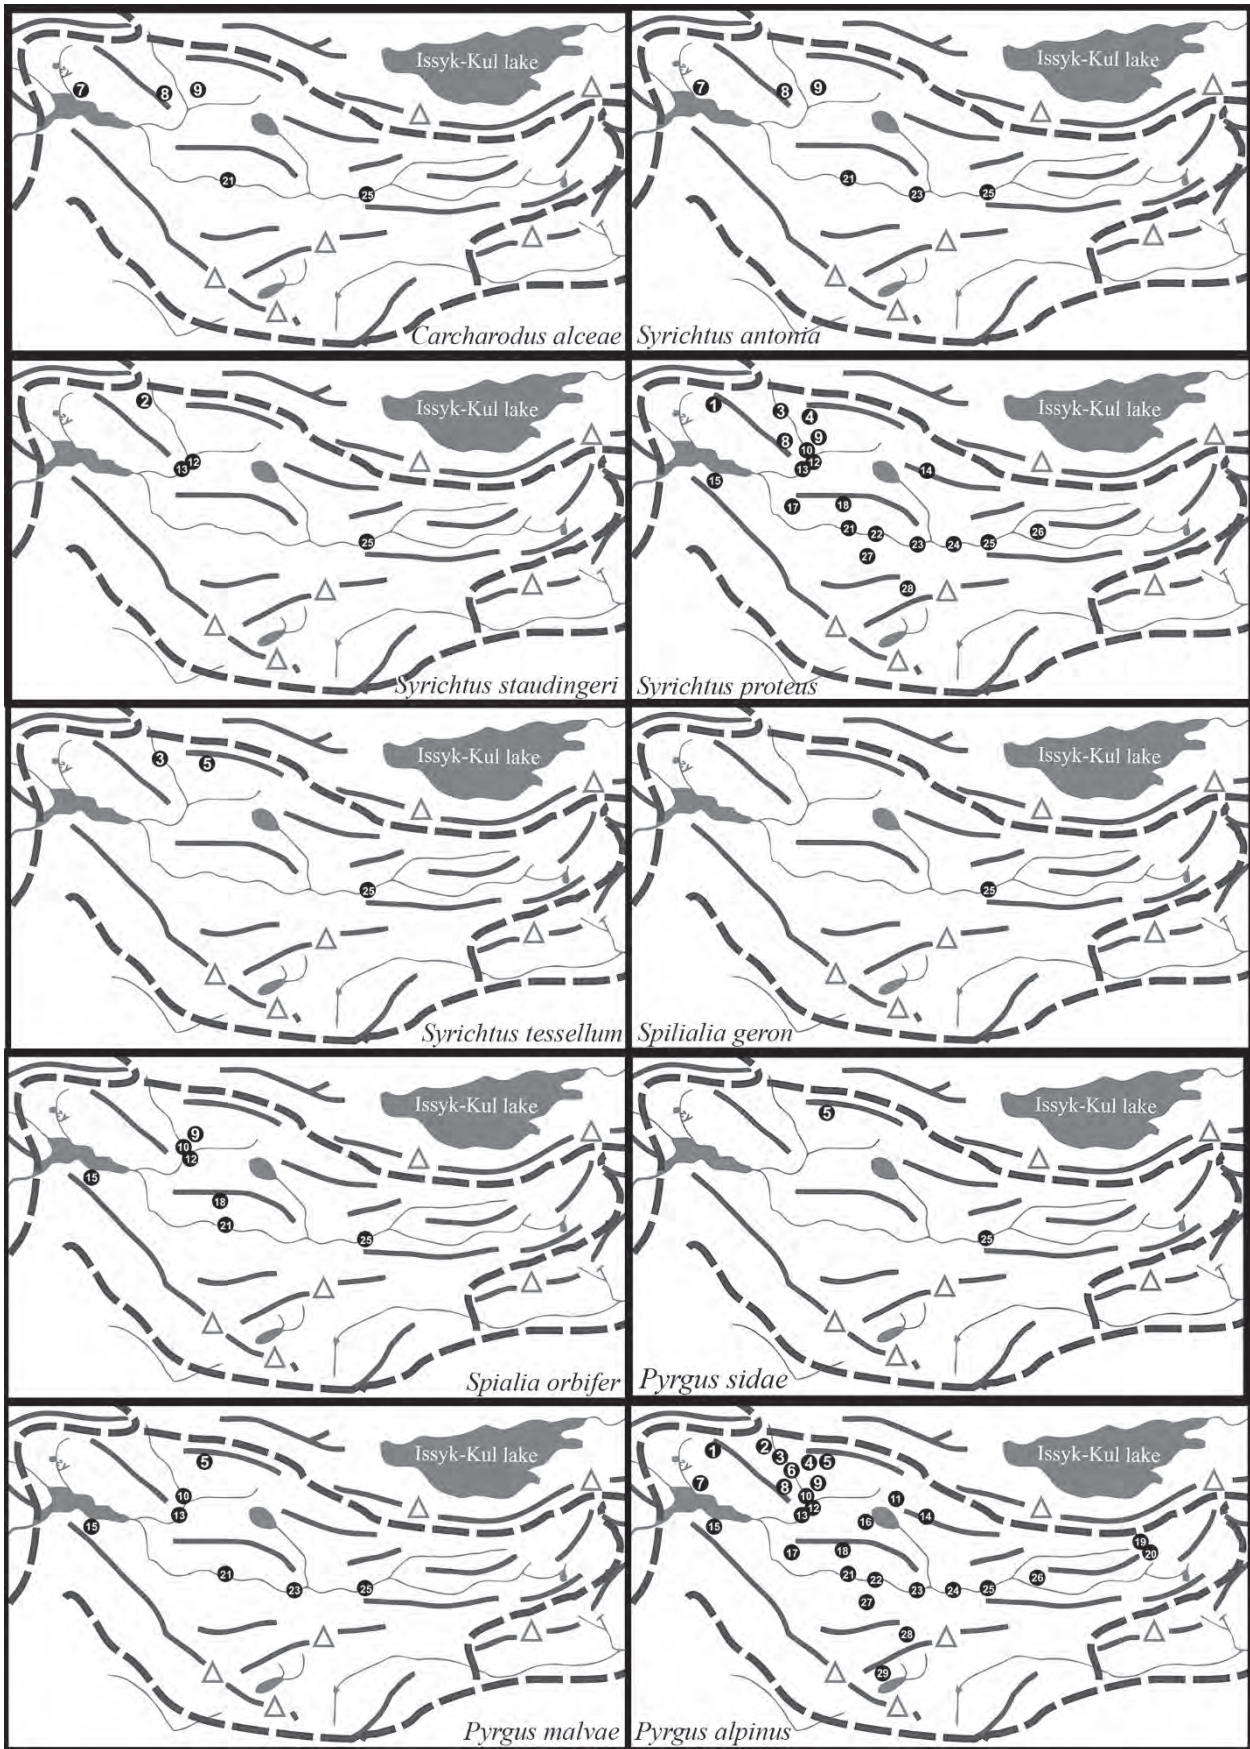 Issyk-Kul lake
7 8 9
21 25
Carcharodus alceae
Issyk-Kul lake
7 8 9
21 23 25
Syrichtus antonia
Issyk-Kul lake
2
12
13
25
Syrichtus staudingeri
Issyk-Kul lake
1 3 4
8 9
10
12
13 14
15
17 18
21 22 23 24 25 26
27
28
Syrichtus proteus
Issyk-Kul lake
3 5
25
Syrichtus tessellum
Issyk-Kul lake
25
Spilialia geron
Issyk-Kul lake
9
10
12
15
18
21
25
Spialia orbifer
Issyk-Kul lake
5
25
Pyrgus sidae
Issyk-Kul lake
5
10
13
15
21 23 25
Pyrgus malvae
Issyk-Kul lake
1 2 3 4 5
6
7 8 9
10 11
12
13 14
15 16
17 18 19
20
21 22 23 24 25 26
27
28
29
Pyrgus alpinus